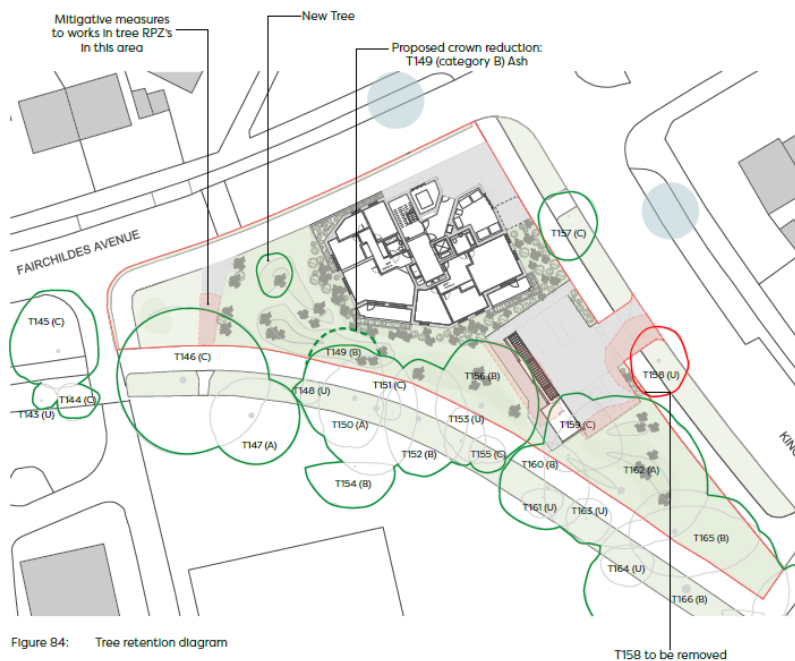 Mitigative measures
to works in tree RPZ's
in this area
New Tree
Proposed crown reduction:
T149 (category B) Ash
FAIRCHILDES AVENUE
T157 (C)
T145 (C)
T146 (C)
T149 (B)
T158 (U)
T144 (C)
T143 (U)
T148 (U)
T151 (C)
T156 (B)
T147 (A)
T150 (A)
T153 (U)
T159 (C)
T152 (B)
T155 (C)
T154 (B)
T160 (B)
T162 (A)
T161 (U)
T163 (U)
T165 (B)
T164 (U)
T166 (B)
KING
Figure 84: Tree retention diagram
T158 to be removed